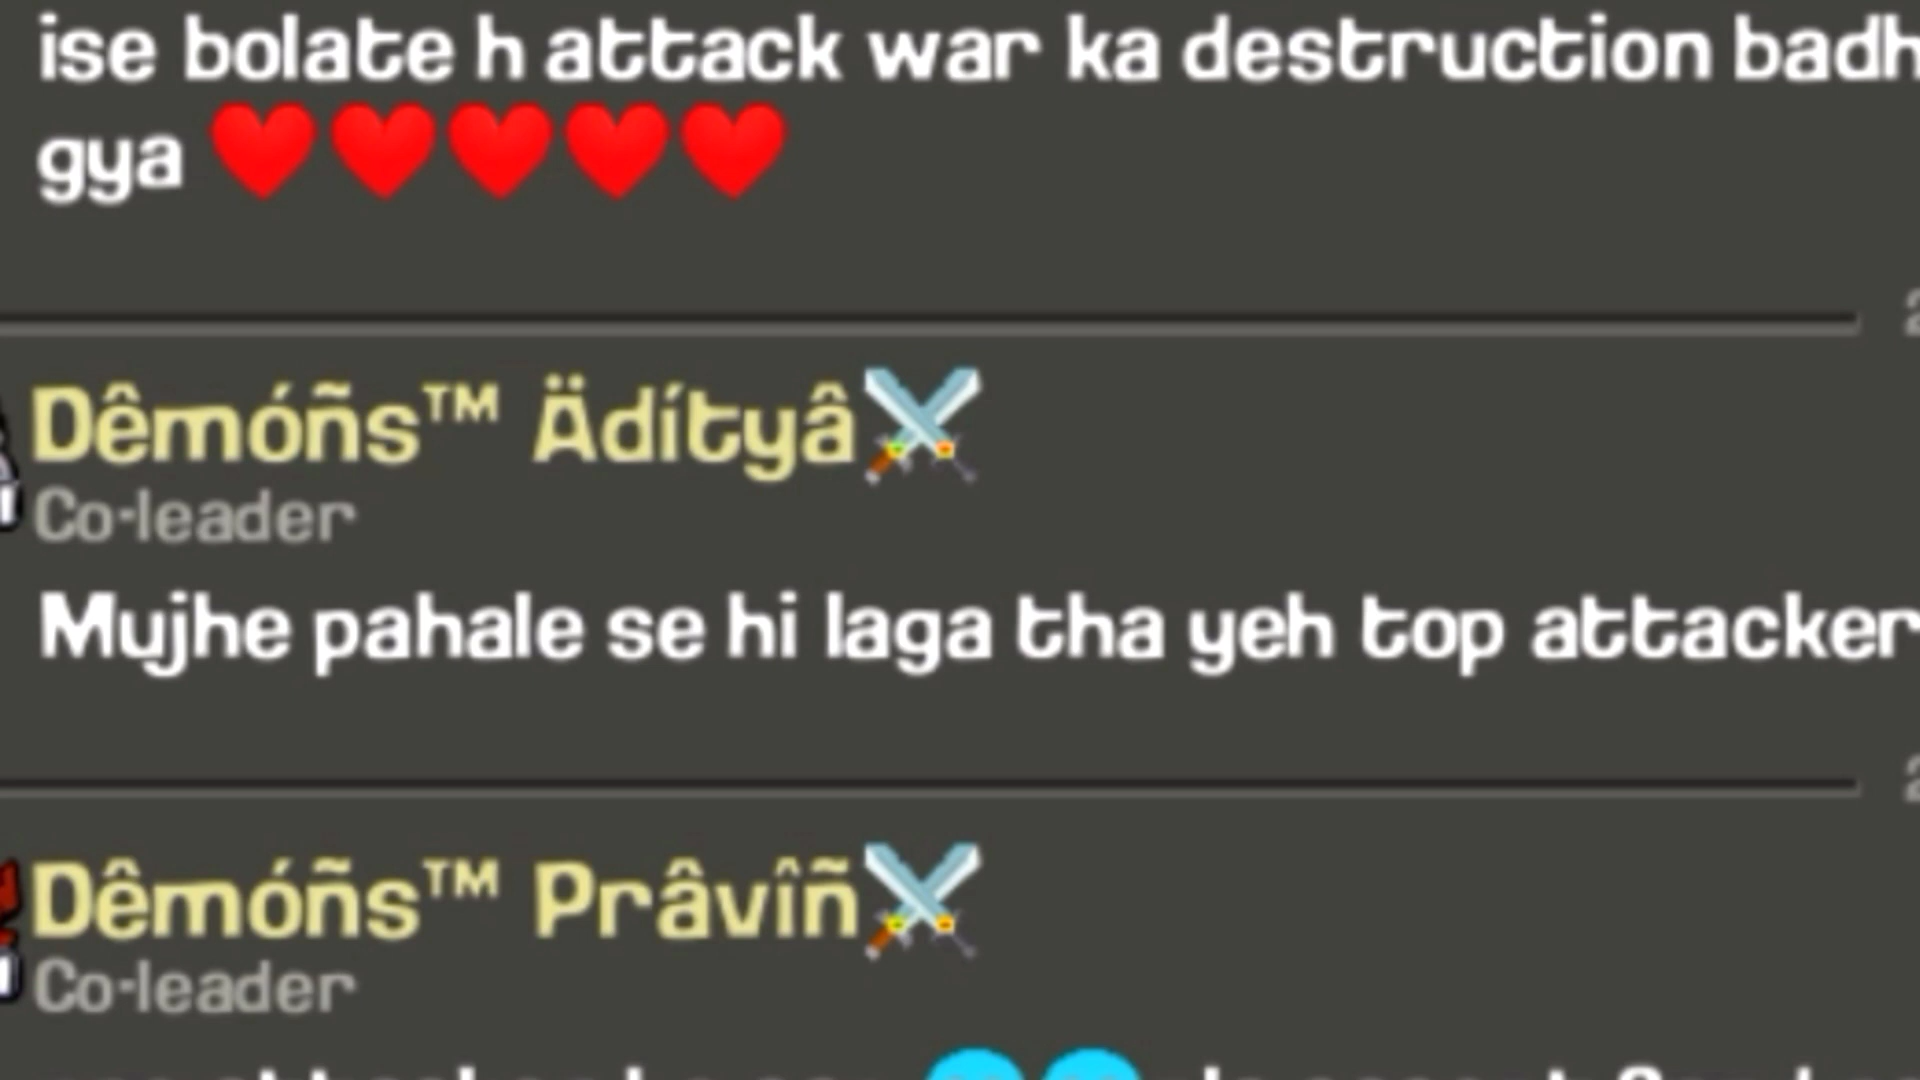 ise bolate h attack war ka destruction badh
gya ❤️❤️❤️❤️❤️
Dêmóñs™ Ädítyâ⚔️
Co-leader
Mujhe pahale se hi laga tha yeh top attacker
Dêmóñs™ Prâvîñ⚔️
Co-leader